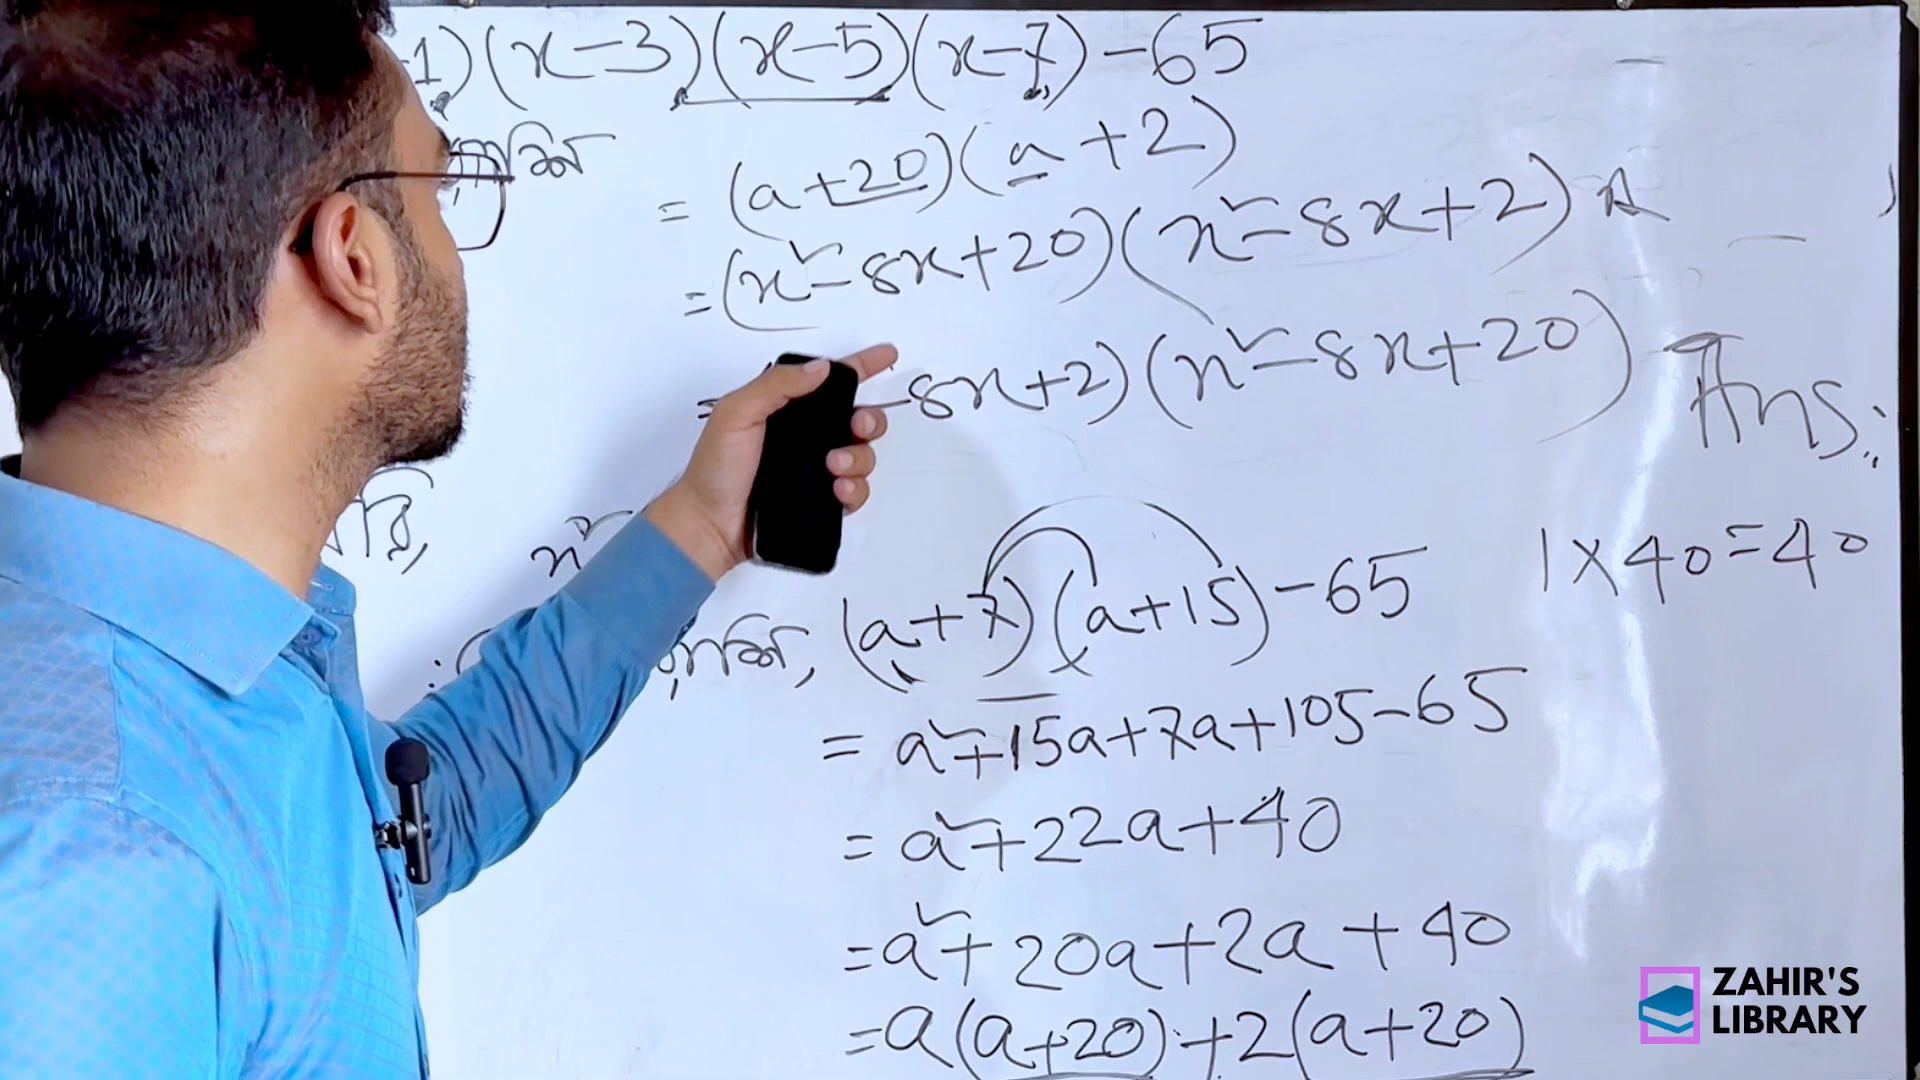 -1)(x-3)(x-5)(x-7)-65
রাশি
= (a+20)(a+2)
= (x²-8x+20)(x²-8x+2) A
= -8x+2)(x²-8x+20) Ans:
ধরি, x²
1×40=40
রাশি, (a+7)(a+15)-65
= a²+15a+7a+105-65
= a²+22a+40
= a²+20a+2a+40
= a(a+20)+2(a+20)
ZAHIR'S
LIBRARY